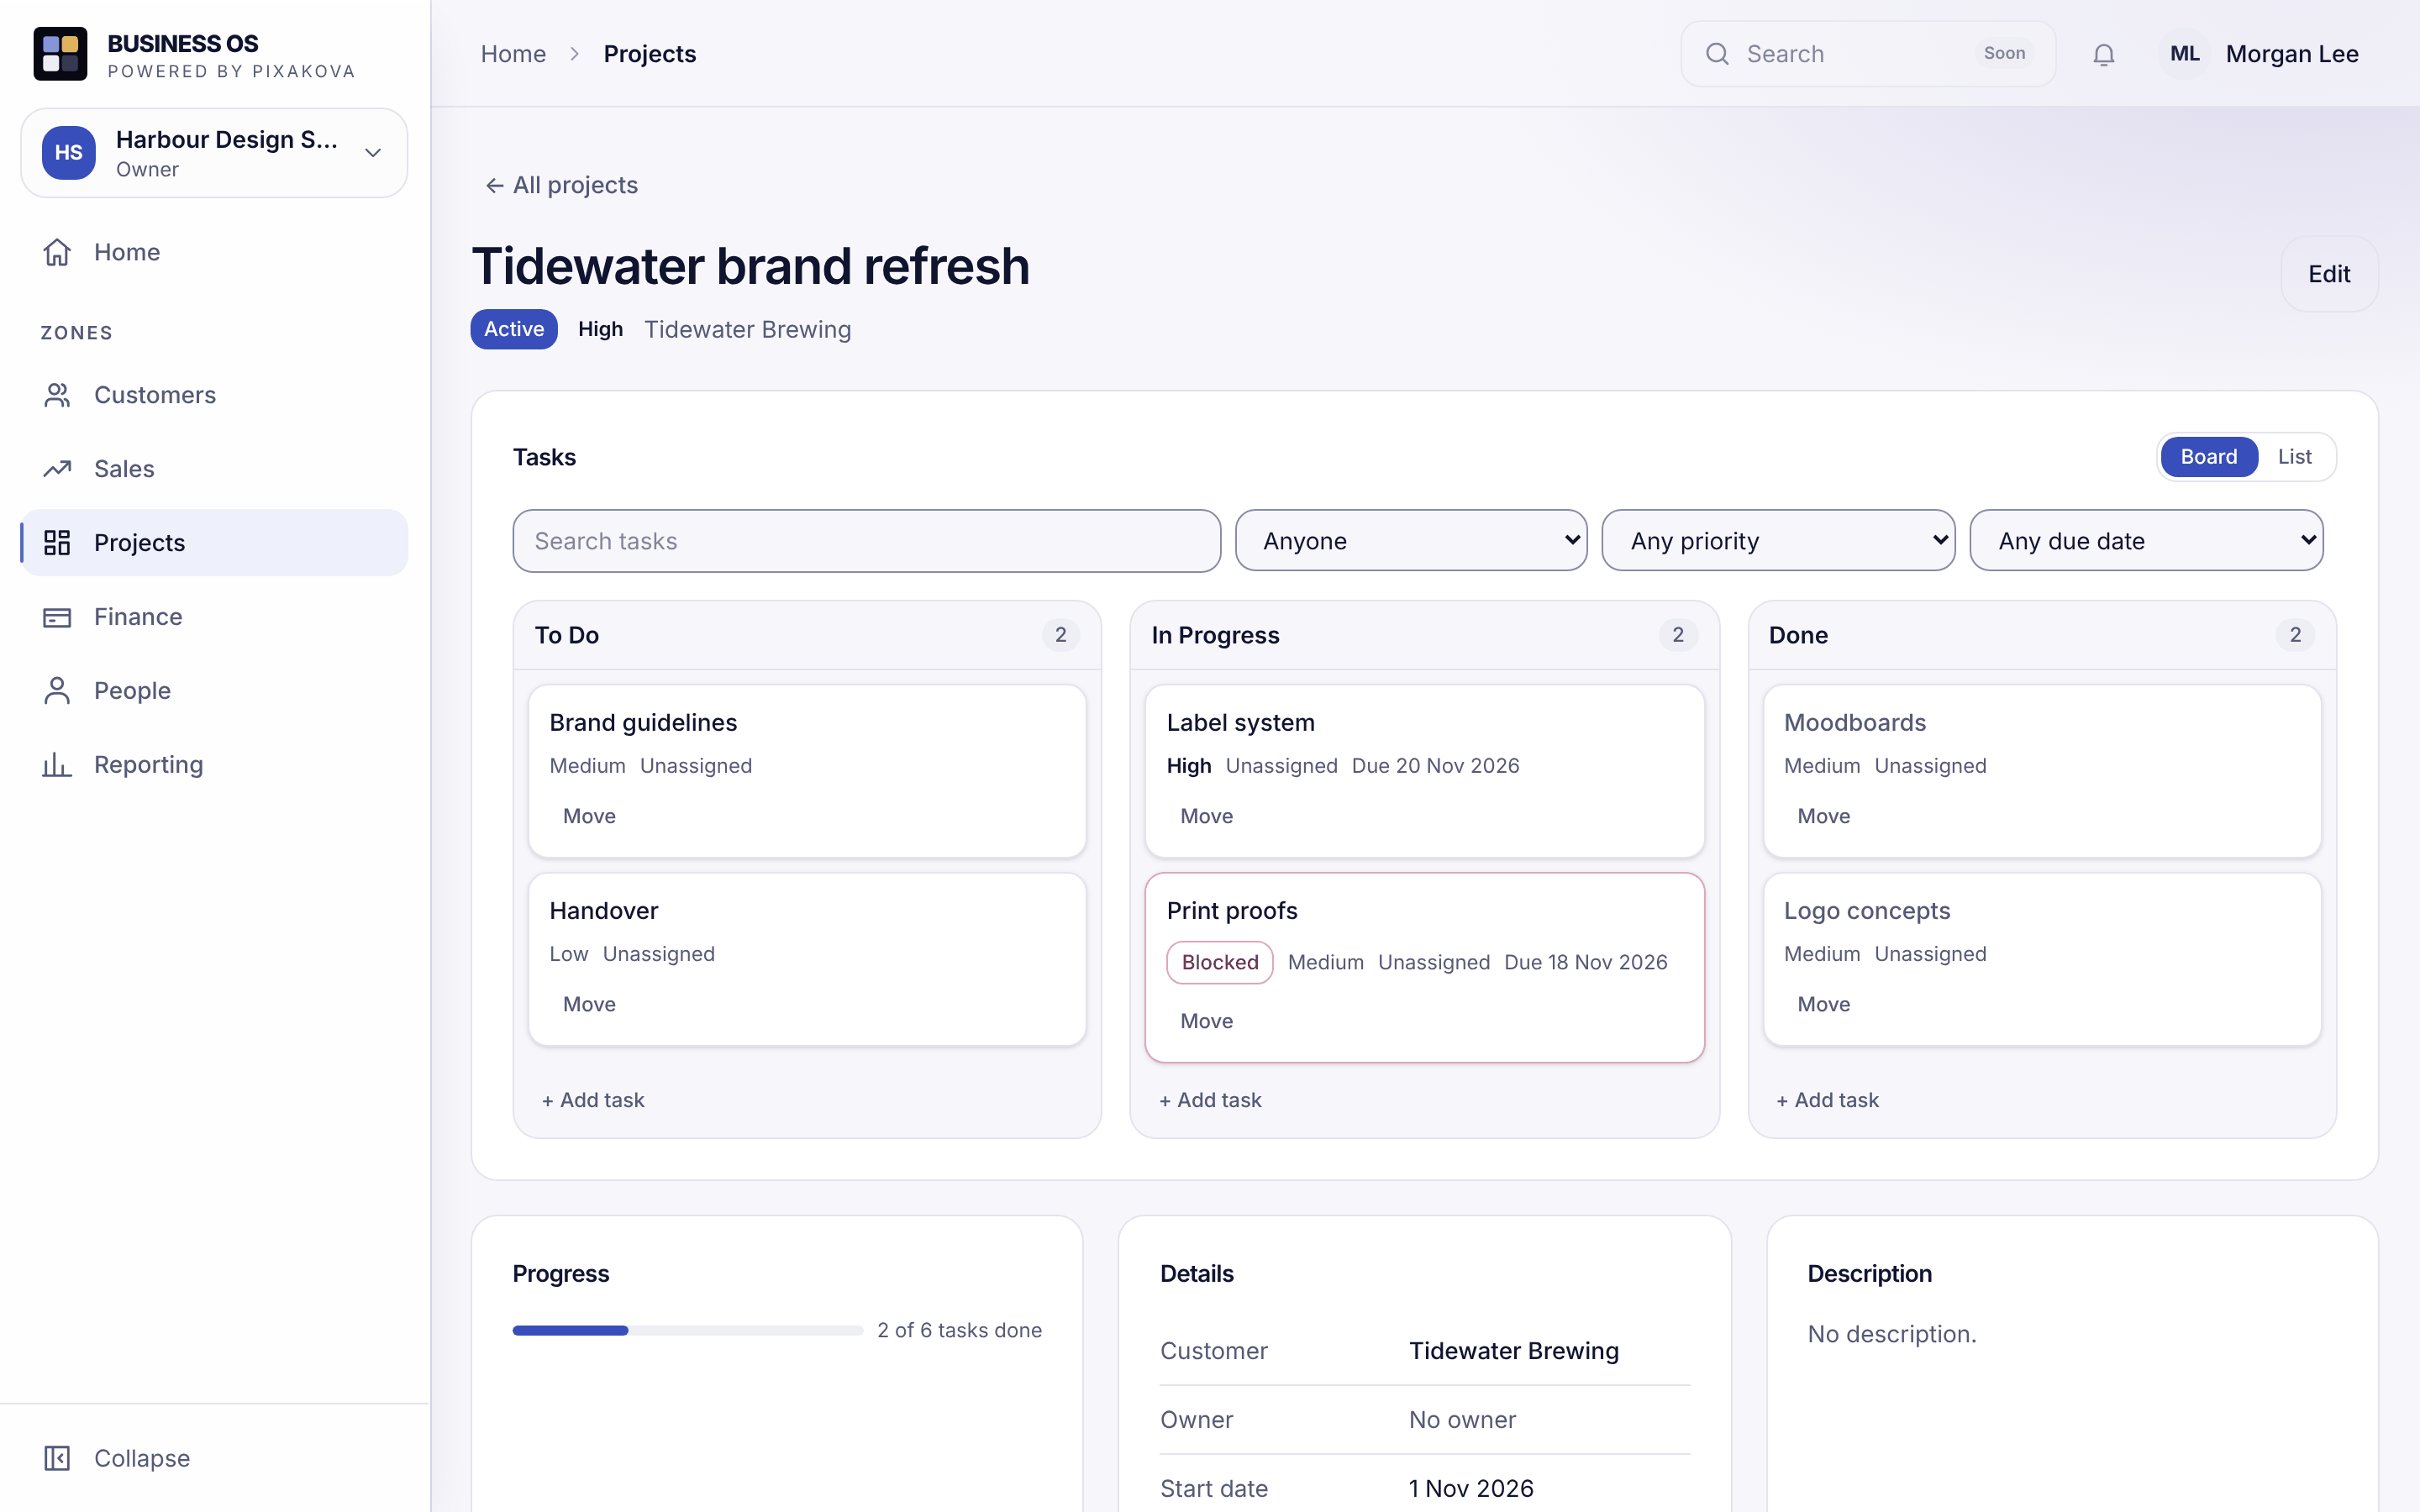 BUSINESS OS
POWERED BY PIXAKOVA
HS
Harbour Design S...
Owner
Home
ZONES
Customers
Sales
Projects
Finance
People
Reporting
Collapse
Home > Projects
Search
Soon
ML
Morgan Lee
← All projects
Tidewater brand refresh
Edit
Active High Tidewater Brewing
Tasks
Board List
Search tasks
Anyone
Any priority
Any due date
To Do 2
Brand guidelines
Medium Unassigned
Move
Handover
Low Unassigned
Move
+ Add task
In Progress 2
Label system
High Unassigned Due 20 Nov 2026
Move
Print proofs
Blocked Medium Unassigned Due 18 Nov 2026
Move
+ Add task
Done 2
Moodboards
Medium Unassigned
Move
Logo concepts
Medium Unassigned
Move
+ Add task
Progress
2 of 6 tasks done
Details
Customer Tidewater Brewing
Owner No owner
Start date 1 Nov 2026
Description
No description.